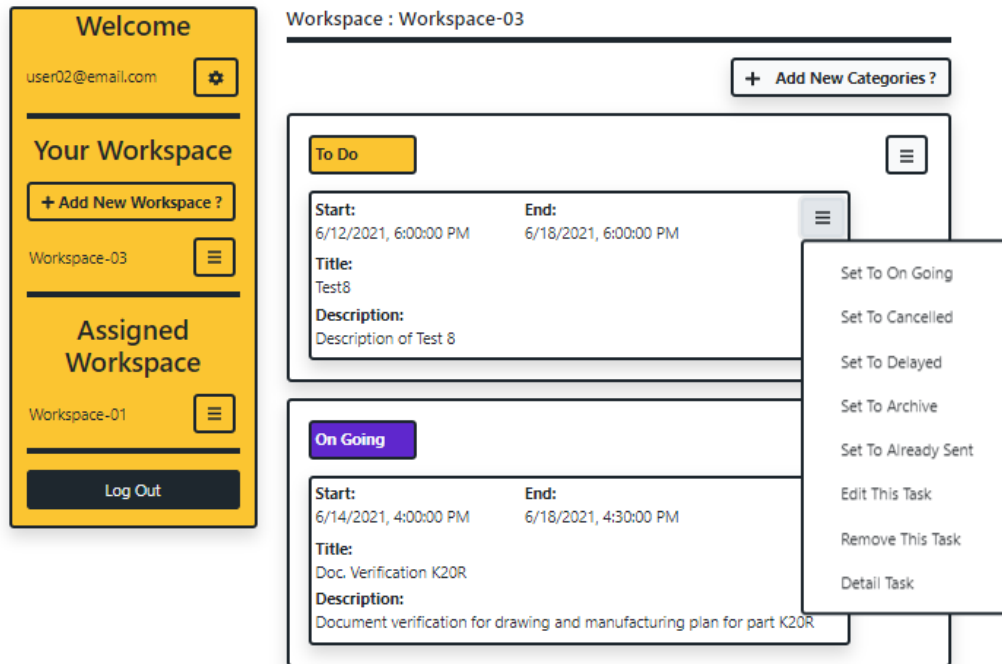 Welcome
user02@email.com
Your Workspace
+ Add New Workspace ?
Workspace-03
Assigned
Workspace
Workspace-01
Log Out
Workspace : Workspace-03
+ Add New Categories ?
To Do
Start: End:
6/12/2021, 6:00:00 PM 6/18/2021, 6:00:00 PM
Title:
Test8
Description:
Description of Test 8
Set To On Going
Set To Cancelled
Set To Delayed
Set To Archive
Set To Already Sent
Edit This Task
Remove This Task
Detail Task
On Going
Start: End:
6/14/2021, 4:00:00 PM 6/18/2021, 4:30:00 PM
Title:
Doc. Verification K20R
Description:
Document verification for drawing and manufacturing plan for part K20R